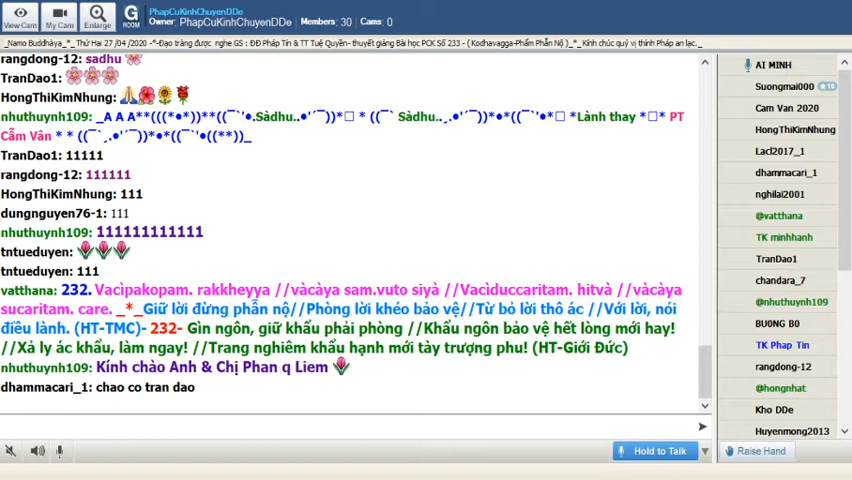 View Cam
My Cam
Enlarge
G
ROOM
PhapCuKinhChuyenDDe
Owner: PhapCuKinhChuyenDDe Members: 30 Cams: 0
_Namo Buddhàya_*_ Thứ Hai 27 /04 /2020 -*-Đạo tràng được nghe GS : ĐĐ Pháp Tín & TT Tuệ Quyền- thuyết giảng Bài học PCK Số 233 - ( Kodhavagga-Phẩm Phẫn Nộ )_*_ Kính chúc quý vị thính Pháp an lạc._
rangdong-12: sadhu
TranDao1:
HongThiKimNhung:
nhuthuynh109: _A A A**(((*•*))**((¯`'•.Sàdhu..•'´¯))*□ * ((¯` Sàdhu..¸.•'´¯))*•*((¯`'•*□ *Lành thay *□* PT
Cẩm Vân * * ((¯`¸.•'´¯))*•*((¯`'•((**))_
TranDao1: 11111
rangdong-12: 111111
HongThiKimNhung: 111
dungnguyen76-1: 111
nhuthuynh109: 111111111111
tntueduyen:
tntueduyen: 111
vatthana: 232. Vacìpakopam. rakkheyya //vàcàya sam.vuto siyà //Vacìduccaritam. hitvà //vàcàya
sucaritam. care. _*_Giữ lời đừng phẫn nộ//Phòng lời khéo bảo vệ//Từ bỏ lời thô ác //Với lời, nói
điều lành. (HT-TMC)- 232- Gìn ngôn, giữ khẩu phải phòng //Khẩu ngôn bảo vệ hết lòng mới hay!
//Xả ly ác khẩu, làm ngay! //Trang nghiêm khẩu hạnh mới tày trượng phu! (HT-Giới Đức)
nhuthuynh109: Kính chào Anh & Chị Phan q Liem
dhammacari_1: chao co tran dao
Hold to Talk
AI MINH
Suongmai000
Cam Van 2020
HongThiKimNhung
Lacl2017_1
dhammacari_1
nghilai2001
@vatthana
TK minhhanh
TranDao1
chandara_7
@nhuthuynh109
BU0NG B0
TK Phap Tin
rangdong-12
@hongnhat
Kho DDe
Huyenmong2013
Raise Hand